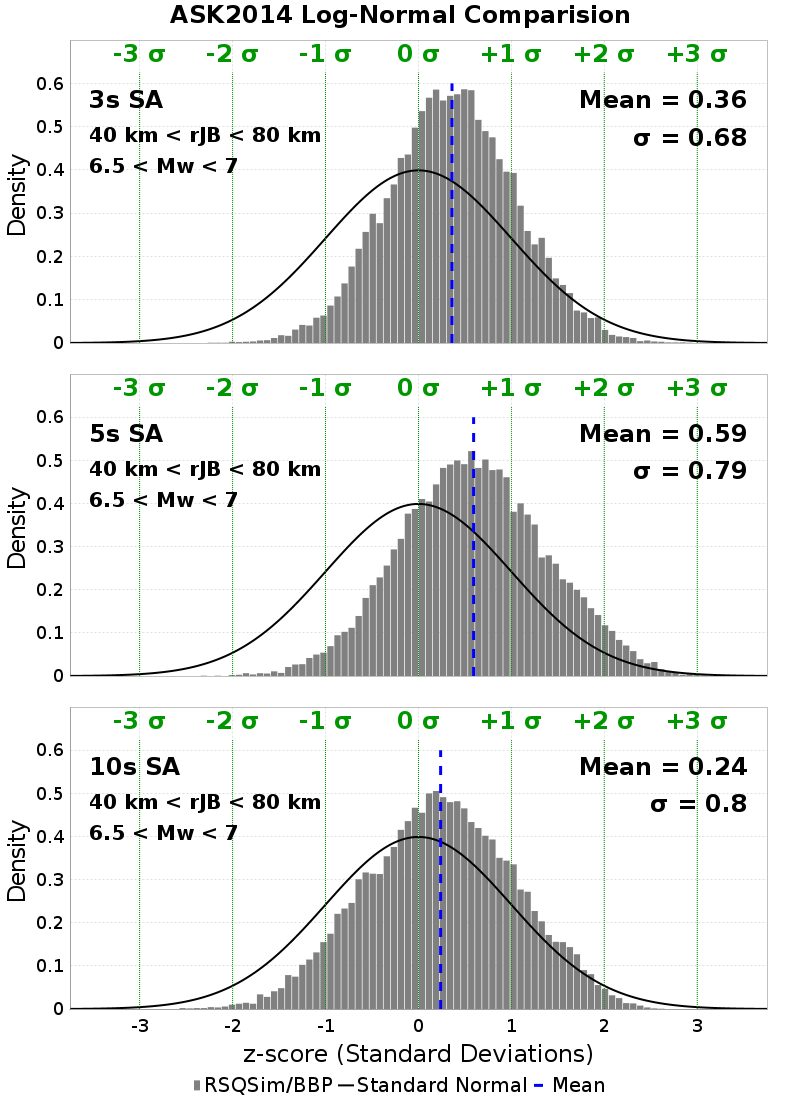 ASK2014 Log-Normal Comparision
-3 σ -2 σ -1 σ 0 σ +1 σ +2 σ +3 σ
0.6
3s SA Mean = 0.36
0.5
40 km < rJB < 80 km σ = 0.68
6.5 < Mw < 7
0.4
Density
0.3
0.2
0.1
0
-3 σ -2 σ -1 σ 0 σ +1 σ +2 σ +3 σ
0.6
5s SA Mean = 0.59
0.5
40 km < rJB < 80 km σ = 0.79
6.5 < Mw < 7
0.4
Density
0.3
0.2
0.1
0
-3 σ -2 σ -1 σ 0 σ +1 σ +2 σ +3 σ
0.6
10s SA Mean = 0.24
0.5
40 km < rJB < 80 km σ = 0.8
6.5 < Mw < 7
0.4
Density
0.3
0.2
0.1
0
-3 -2 -1 0 1 2 3
z-score (Standard Deviations)
RSQSim/BBP Standard Normal Mean